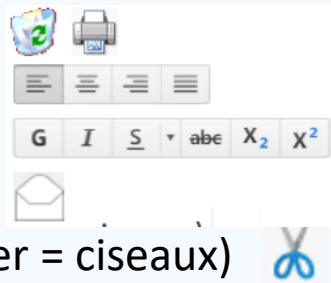 G I S abc X₂ X²
er = ciseaux)